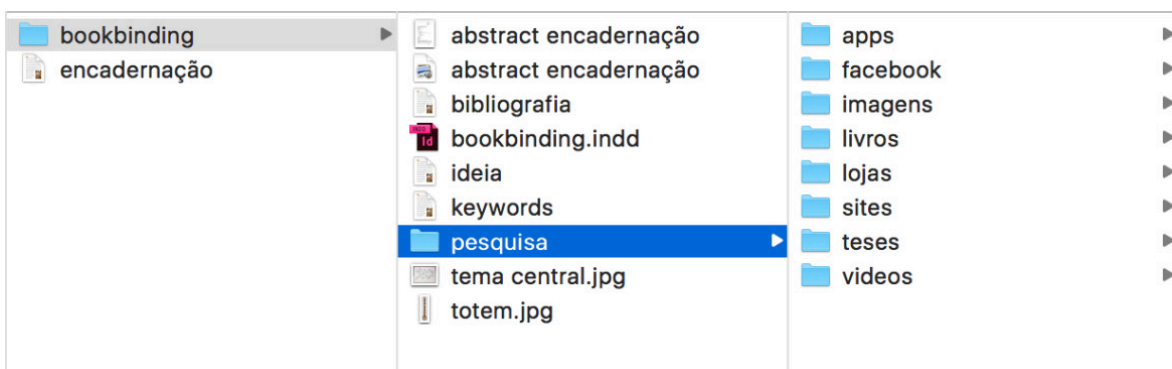 bookbinding
encadernação
abstract encadernação
abstract encadernação
bibliografia
bookbinding.indd
ideia
keywords
pesquisa
tema central.jpg
totem.jpg
apps
facebook
imagens
livros
lojas
sites
teses
videos